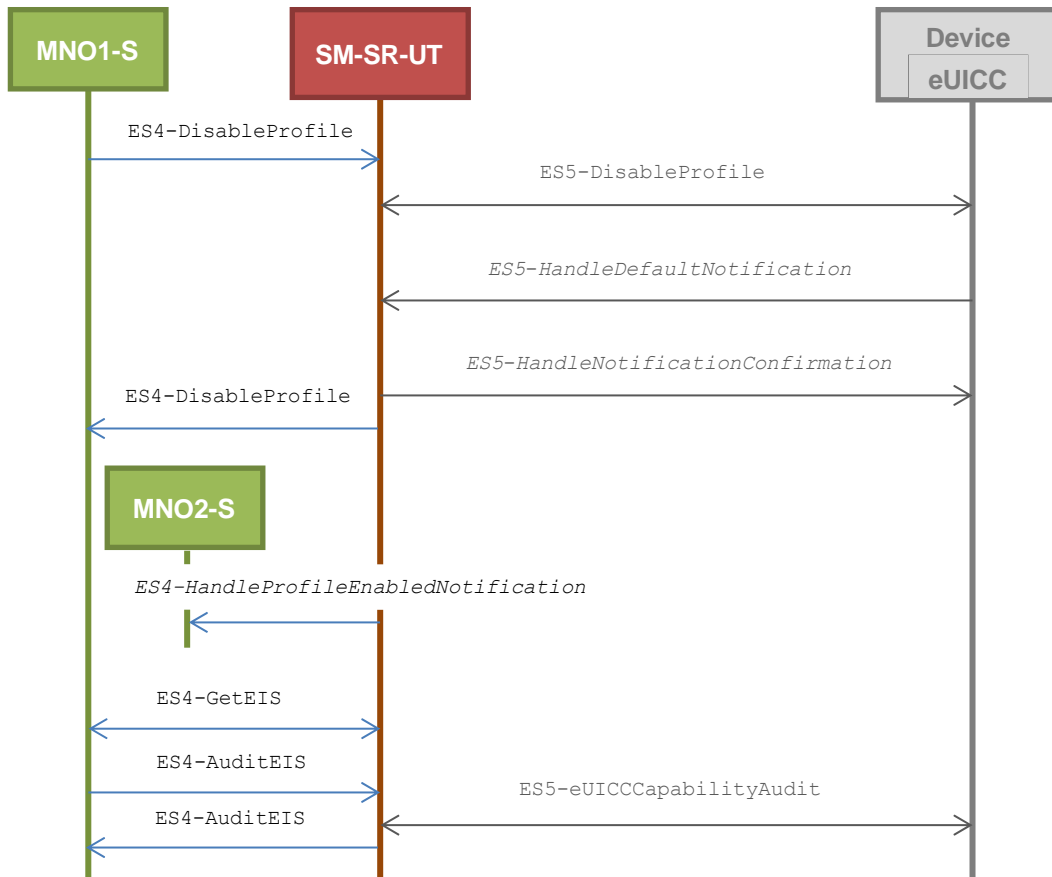 MNO1-S
SM-SR-UT
Device
eUICC
ES4-DisableProfile
ES5-DisableProfile
ES5-HandleDefaultNotification
ES5-HandleNotificationConfirmation
ES4-DisableProfile
MNO2-S
ES4-HandleProfileEnabledNotification
ES4-GetEIS
ES4-AuditEIS
ES5-eUICCCapabilityAudit
ES4-AuditEIS